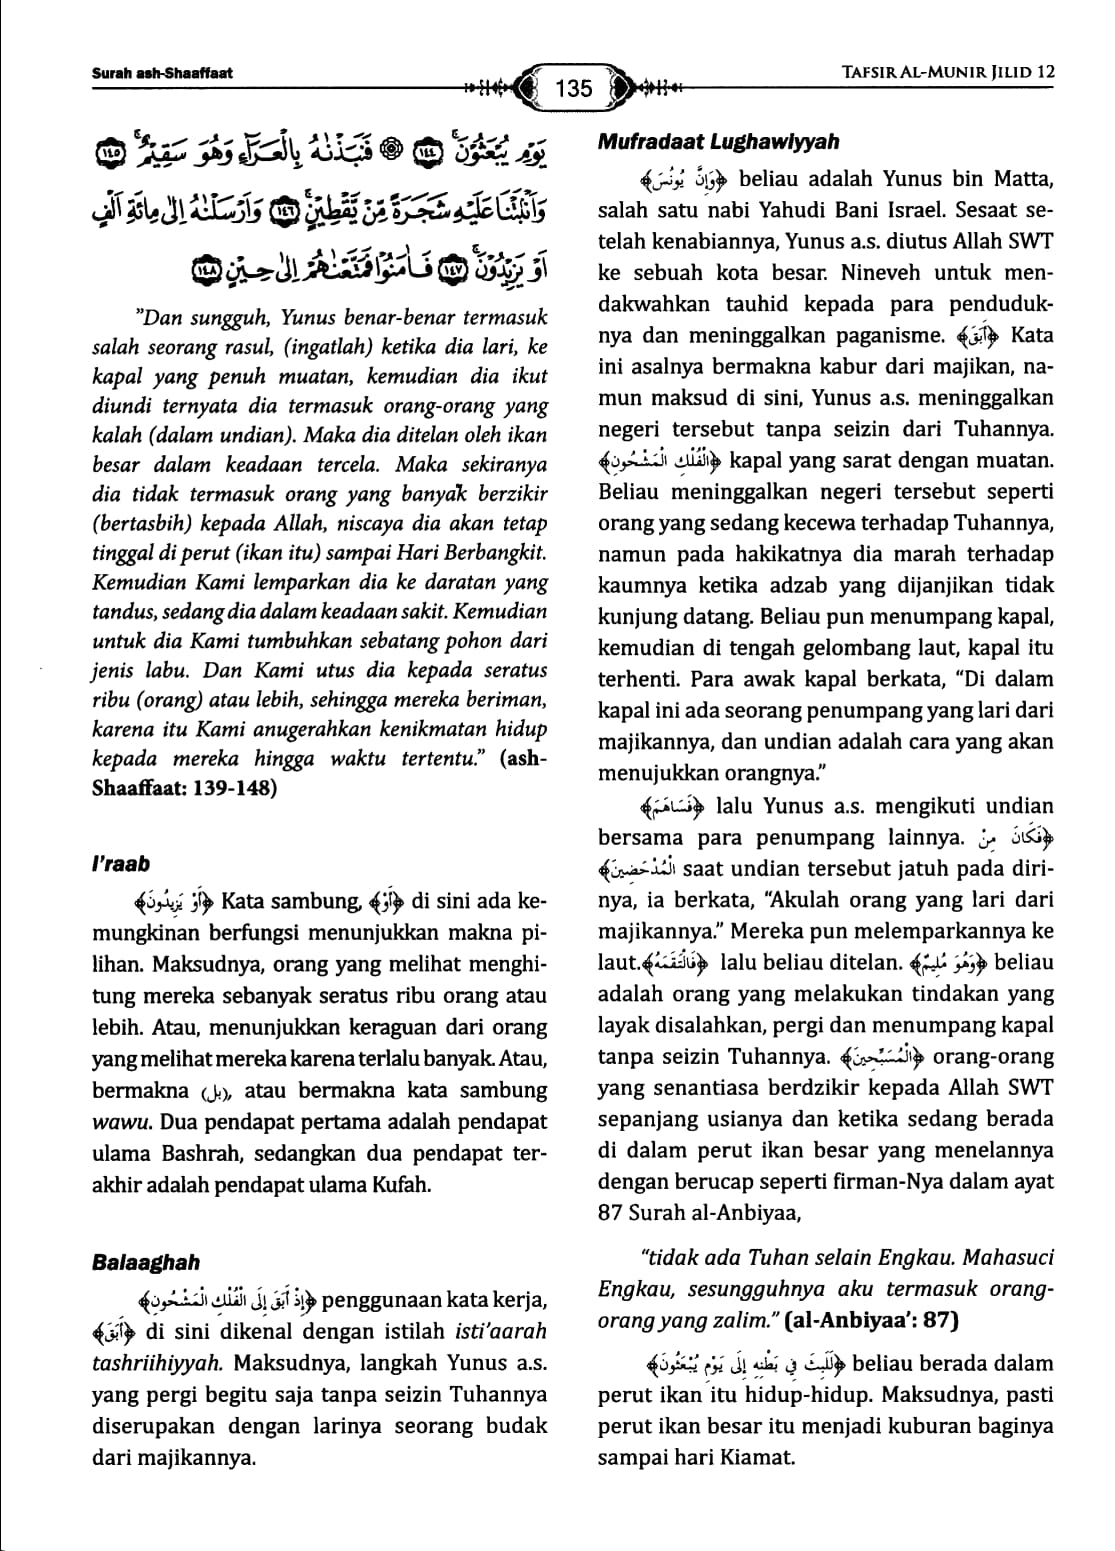 Surah ash-Shaaffaat
135
TAFSIR AL-MUNIR JILID 12
يَوْمِ يُبْعَثُوْنَ ۚ ١٤٤ ۞ فَنَبَذْنٰهُ بِالْعَرَاۤءِ وَهُوَ سَقِيْمٌ ۚ ١٤٥
وَاَنْۢبَتْنَا عَلَيْهِ شَجَرَةً مِّنْ يَّقْطِيْنٍۚ ١٤٦ وَاَرْسَلْنٰهُ اِلٰى مِائَةِ اَلْفٍ
اَوْ يَزِيْدُوْنَۚ ١٤٧ فَاٰمَنُوْا فَمَتَّعْنٰهُمْ اِلٰى حِيْنٍ ١٤٨
"Dan sungguh, Yunus benar-benar termasuk
salah seorang rasul, (ingatlah) ketika dia lari, ke
kapal yang penuh muatan, kemudian dia ikut
diundi ternyata dia termasuk orang-orang yang
kalah (dalam undian). Maka dia ditelan oleh ikan
besar dalam keadaan tercela. Maka sekiranya
dia tidak termasuk orang yang banyak berzikir
(bertasbih) kepada Allah, niscaya dia akan tetap
tinggal di perut (ikan itu) sampai Hari Berbangkit.
Kemudian Kami lemparkan dia ke daratan yang
tandus, sedang dia dalam keadaan sakit. Kemudian
untuk dia Kami tumbuhkan sebatang pohon dari
jenis labu. Dan Kami utus dia kepada seratus
ribu (orang) atau lebih, sehingga mereka beriman,
karena itu Kami anugerahkan kenikmatan hidup
kepada mereka hingga waktu tertentu." (ash-
Shaaffaat: 139-148)
I'raab
﴿أَوْ يَزِيْدُونَ﴾ Kata sambung, ﴿أَوْ﴾ di sini ada ke-
mungkinan berfungsi menunjukkan makna pi-
lihan. Maksudnya, orang yang melihat menghi-
tung mereka sebanyak seratus ribu orang atau
lebih. Atau, menunjukkan keraguan dari orang
yang melihat mereka karena terlalu banyak. Atau,
bermakna (بل), atau bermakna kata sambung
wawu. Dua pendapat pertama adalah pendapat
ulama Bashrah, sedangkan dua pendapat ter-
akhir adalah pendapat ulama Kufah.
Balaaghah
﴿إِذْ أَبَقَ إِلَى الْفُلْكِ الْمَشْحُونِ﴾ penggunaan kata kerja,
﴿أَبَقَ﴾ di sini dikenal dengan istilah isti'aarah
tashriihiyyah. Maksudnya, langkah Yunus a.s.
yang pergi begitu saja tanpa seizin Tuhannya
diserupakan dengan larinya seorang budak
dari majikannya.
Mufradaat Lughawiyyah
﴿وَإِنَّ يُونُسَ﴾ beliau adalah Yunus bin Matta,
salah satu nabi Yahudi Bani Israel. Sesaat se-
telah kenabiannya, Yunus a.s. diutus Allah SWT
ke sebuah kota besar. Nineveh untuk men-
dakwahkan tauhid kepada para penduduk-
nya dan meninggalkan paganisme. ﴿أَبَقَ﴾ Kata
ini asalnya bermakna kabur dari majikan, na-
mun maksud di sini, Yunus a.s. meninggalkan
negeri tersebut tanpa seizin dari Tuhannya.
﴿الْفُلْكِ الْمَشْحُونِ﴾ kapal yang sarat dengan muatan.
Beliau meninggalkan negeri tersebut seperti
orang yang sedang kecewa terhadap Tuhannya,
namun pada hakikatnya dia marah terhadap
kaumnya ketika adzab yang dijanjikan tidak
kunjung datang. Beliau pun menumpang kapal,
kemudian di tengah gelombang laut, kapal itu
terhenti. Para awak kapal berkata, "Di dalam
kapal ini ada seorang penumpang yang lari dari
majikannya, dan undian adalah cara yang akan
menujukkan orangnya."
﴿فَسَاهَمَ﴾ lalu Yunus a.s. mengikuti undian
bersama para penumpang lainnya. ﴿فَكَانَ مِنْ
الْمُدْحَضِينَ﴾ saat undian tersebut jatuh pada diri-
nya, ia berkata, "Akulah orang yang lari dari
majikannya." Mereka pun melemparkannya ke
laut.﴿فَالْتَقَمَهُ﴾ lalu beliau ditelan. ﴿وَهُوَ مُلِيمٌ﴾ beliau
adalah orang yang melakukan tindakan yang
layak disalahkan, pergi dan menumpang kapal
tanpa seizin Tuhannya. ﴿الْمُسَبِّحِينَ﴾ orang-orang
yang senantiasa berdzikir kepada Allah SWT
sepanjang usianya dan ketika sedang berada
di dalam perut ikan besar yang menelannya
dengan berucap seperti firman-Nya dalam ayat
87 Surah al-Anbiyaa,
"tidak ada Tuhan selain Engkau. Mahasuci
Engkau, sesungguhnya aku termasuk orang-
orang yang zalim." (al-Anbiyaa': 87)
﴿لَلَبِثَ فِي بَطْنِهِ إِلَى يَوْمِ يُبْعَثُونَ﴾ beliau berada dalam
perut ikan itu hidup-hidup. Maksudnya, pasti
perut ikan besar itu menjadi kuburan baginya
sampai hari Kiamat.